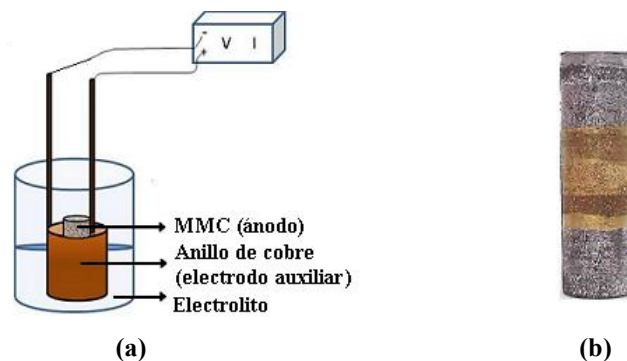 -
+
V I
MMC (ánodo)
Anillo de cobre
(electrodo auxiliar)
Electrolito
(a)
(b)